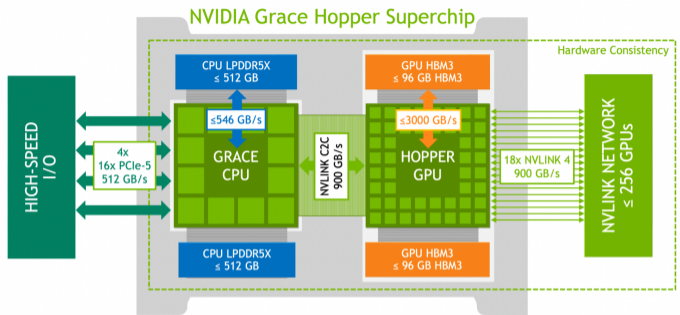 NVIDIA Grace Hopper Superchip
Hardware Consistency
CPU LPDDR5X
≤ 512 GB
GPU HBM3
≤ 96 GB HBM3
≤546 GB/s
≤3000 GB/s
HIGH-SPEED
I/O
4x
16x PCIe-5
512 GB/s
GRACE
CPU
NVLINK C2C
900 GB/s
HOPPER
GPU
18x NVLINK 4
900 GB/s
NVLINK NETWORK
≤ 256 GPUs
CPU LPDDR5X
≤ 512 GB
GPU HBM3
≤ 96 GB HBM3